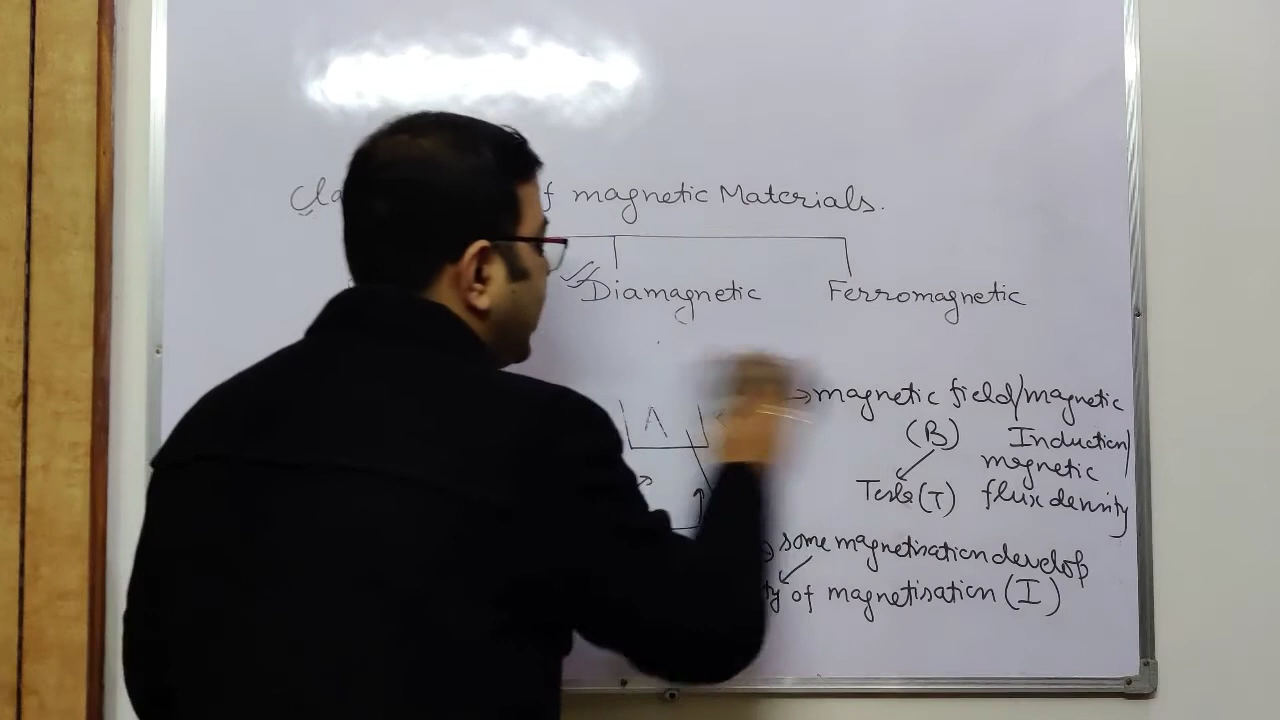 Cla f magnetic Materials.
Diamagnetic Ferromagnetic
A magnetic field/magnetic
(B) Induction/
magnetic
Tesla (T) flux density
some magnetisation develop
ty of magnetisation (I)